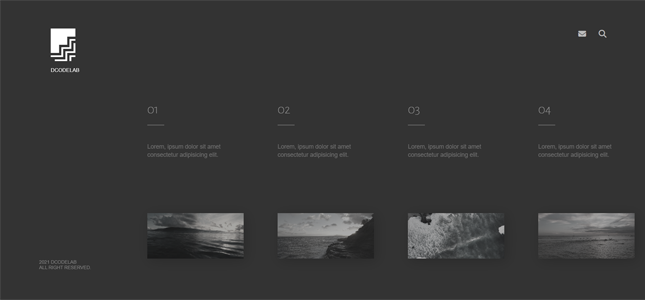 DCODELAB
01
02
03
04
Lorem, ipsum dolor sit amet
consectetur adipisicing elit.
Lorem, ipsum dolor sit amet
consectetur adipisicing elit.
Lorem, ipsum dolor sit amet
consectetur adipisicing elit.
Lorem, ipsum dolor sit amet
consectetur adipisicing elit.
2021 DCODELAB
ALL RIGHT RESERVED